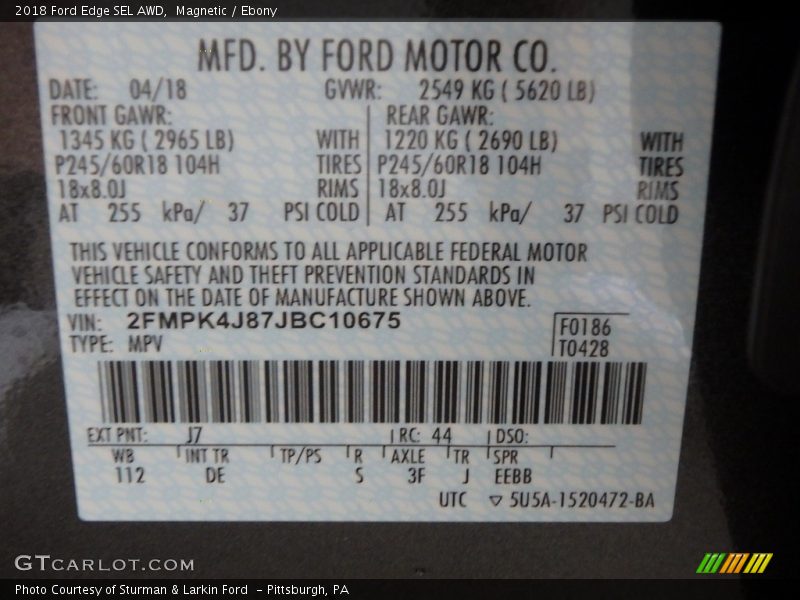 2018 Ford Edge SEL AWD, Magnetic / Ebony
MFD. BY FORD MOTOR CO.
DATE: 04/18 GVWR: 2549 KG ( 5620 LB)
FRONT GAWR: REAR GAWR:
1345 KG ( 2965 LB) WITH 1220 KG ( 2690 LB) WITH
P245/60R18 104H TIRES P245/60R18 104H TIRES
18x8.0J RIMS 18x8.0J RIMS
AT 255 kPa/ 37 PSI COLD AT 255 kPa/ 37 PSI COLD
THIS VEHICLE CONFORMS TO ALL APPLICABLE FEDERAL MOTOR
VEHICLE SAFETY AND THEFT PREVENTION STANDARDS IN
EFFECT ON THE DATE OF MANUFACTURE SHOWN ABOVE.
VIN: 2FMPK4J87JBC10675
F0186
TYPE: MPV
T0428
EXT PNT: J7 RC: 44 DSO:
WB INT TR TP/PS R AXLE TR SPR
112 DE S 3F J EEBB
UTC ▽ 5U5A-1520472-BA
GTCARLOT.COM
Photo Courtesy of Sturman & Larkin Ford - Pittsburgh, PA